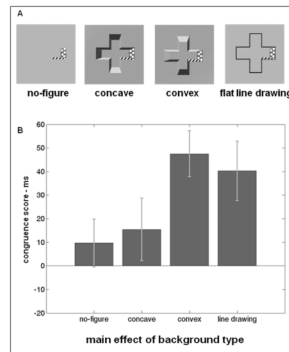 A
no-figure concave convex flat line drawing
B
congruence score - ms
60
50
40
30
20
10
0
-10
-20
no-figure concave convex line drawing
main effect of background type